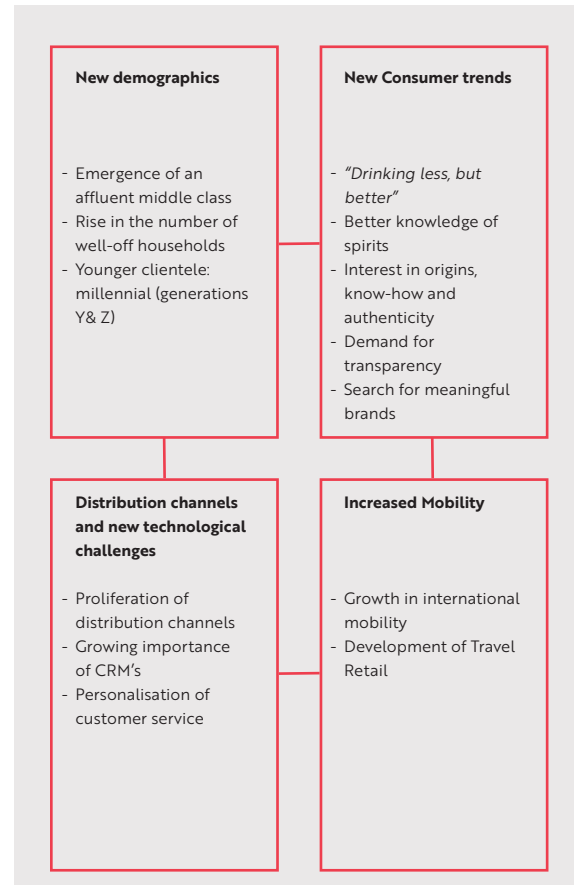 New demographics
- Emergence of an
affluent middle class
- Rise in the number of
well-off households
- Younger clientele:
millennial (generations
Y& Z)
New Consumer trends
- “Drinking less, but
better”
- Better knowledge of
spirits
- Interest in origins,
know-how and
authenticity
- Demand for
transparency
- Search for meaningful
brands
Distribution channels
and new technological
challenges
- Proliferation of
distribution channels
- Growing importance
of CRM’s
- Personalisation of
customer service
Increased Mobility
- Growth in international
mobility
- Development of Travel
Retail